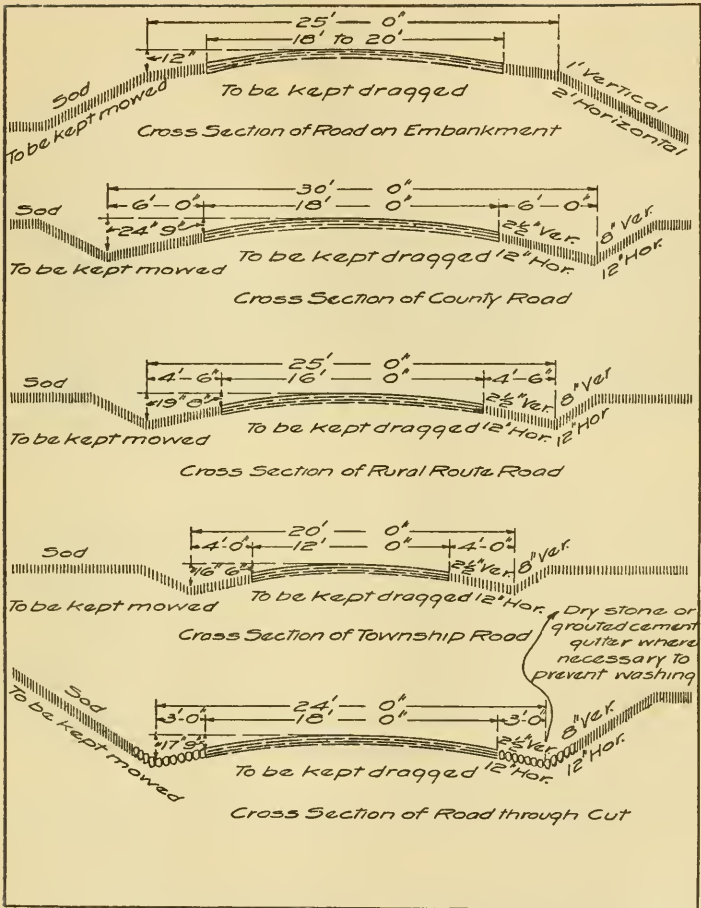 25' 0"
18' to 20'
12"
Sod
To be kept mowed
To be kept dragged
1' Vertical
2' Horizontal
Cross Section of Road on Embankment
30' 0"
6'-0" 18' 0" 6'-0"
Sod
24" 9"
2½" Ver.
12" Hor.
8" Ver.
12" Hor.
To be kept mowed
To be kept dragged
Cross Section of County Road
25' 0"
4'-6" 16' 0" 4'-6"
Sod
19" 8"
2½" Ver.
12" Hor.
8" Ver
12" Hor
To be kept mowed
To be kept dragged
Cross Section of Rural Route Road
20' 0"
4'-0" 12' 0" 4'-0"
Sod
16" 6"
2½" Ver.
12" Hor.
8" Ver.
To be kept mowed
To be kept dragged
Cross Section of Township Road
Dry stone or
grouted cement
gutter where
necessary to
prevent washing
24' 0"
3'-0" 18' 0" 3'-0"
Sod
To be kept mowed
17" 9"
2½" Ver.
12" Hor.
8" Ver.
12" Hor.
To be kept dragged
Cross Section of Road through Cut